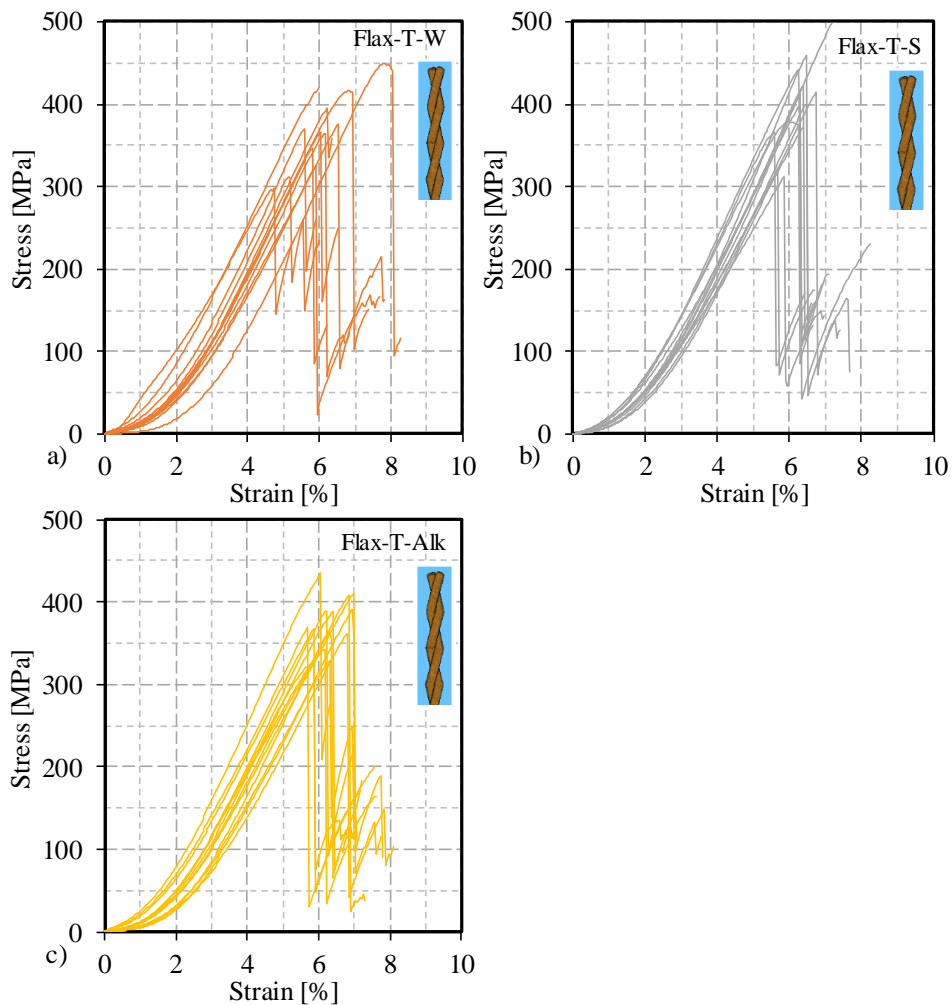 500
400
300
200
100
0
Stress [MPa]
Flax-T-W
0 2 4 6 8 10
a)
Strain [%]
500
400
300
200
100
0
Stress [MPa]
Flax-T-S
0 2 4 6 8 10
b)
Strain [%]
500
400
300
200
100
0
Stress [MPa]
Flax-T-Alk
0 2 4 6 8 10
c)
Strain [%]